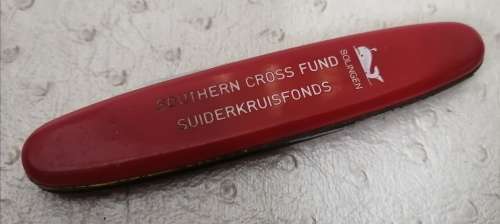 SOUTHERN CROSS FUND
SUIDERKRUISFONDS
SOLINGEN